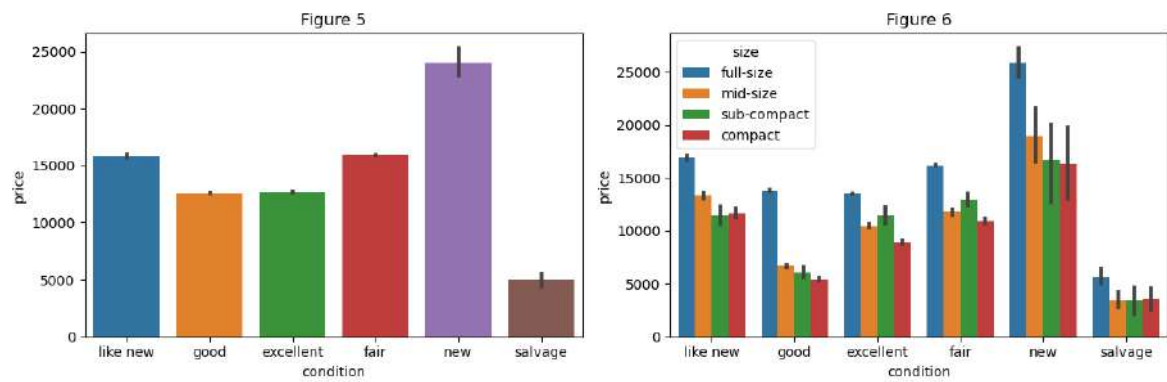 Figure 5
25000
20000
15000
10000
5000
0
price
like new good excellent fair new salvage
condition
Figure 6
size
full-size
mid-size
sub-compact
compact
25000
20000
15000
10000
5000
0
price
like new good excellent fair new salvage
condition